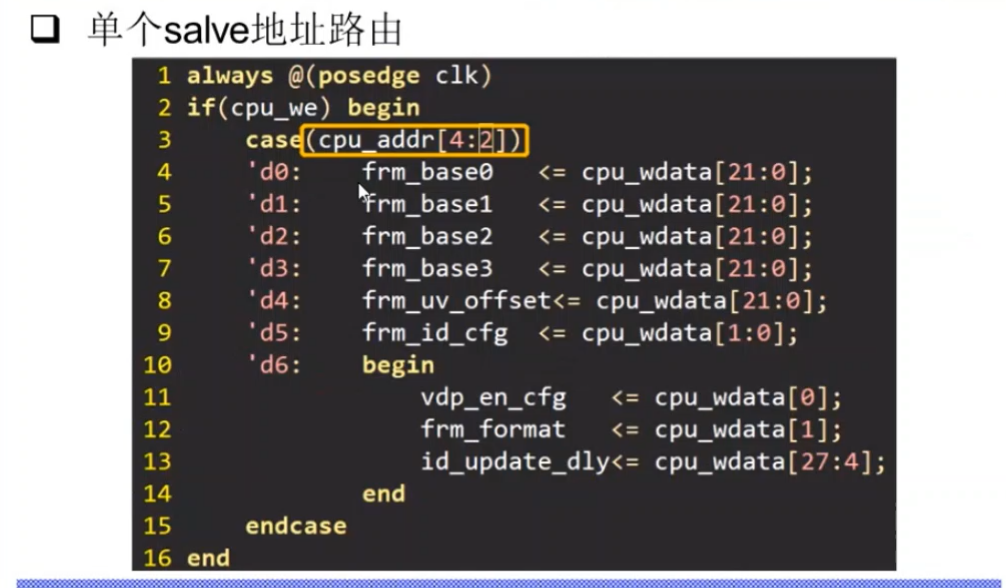 单个salve地址路由
1 always @(posedge clk)
2 if(cpu_we) begin
3     case(cpu_addr[4:2])
4     'd0:    frm_base0   <= cpu_wdata[21:0];
5     'd1:    frm_base1   <= cpu_wdata[21:0];
6     'd2:    frm_base2   <= cpu_wdata[21:0];
7     'd3:    frm_base3   <= cpu_wdata[21:0];
8     'd4:    frm_uv_offset<= cpu_wdata[21:0];
9     'd5:    frm_id_cfg  <= cpu_wdata[1:0];
10     'd6:    begin
11                 vdp_en_cfg   <= cpu_wdata[0];
12                 frm_format   <= cpu_wdata[1];
13                 id_update_dly<= cpu_wdata[27:4];
14             end
15     endcase
16 end